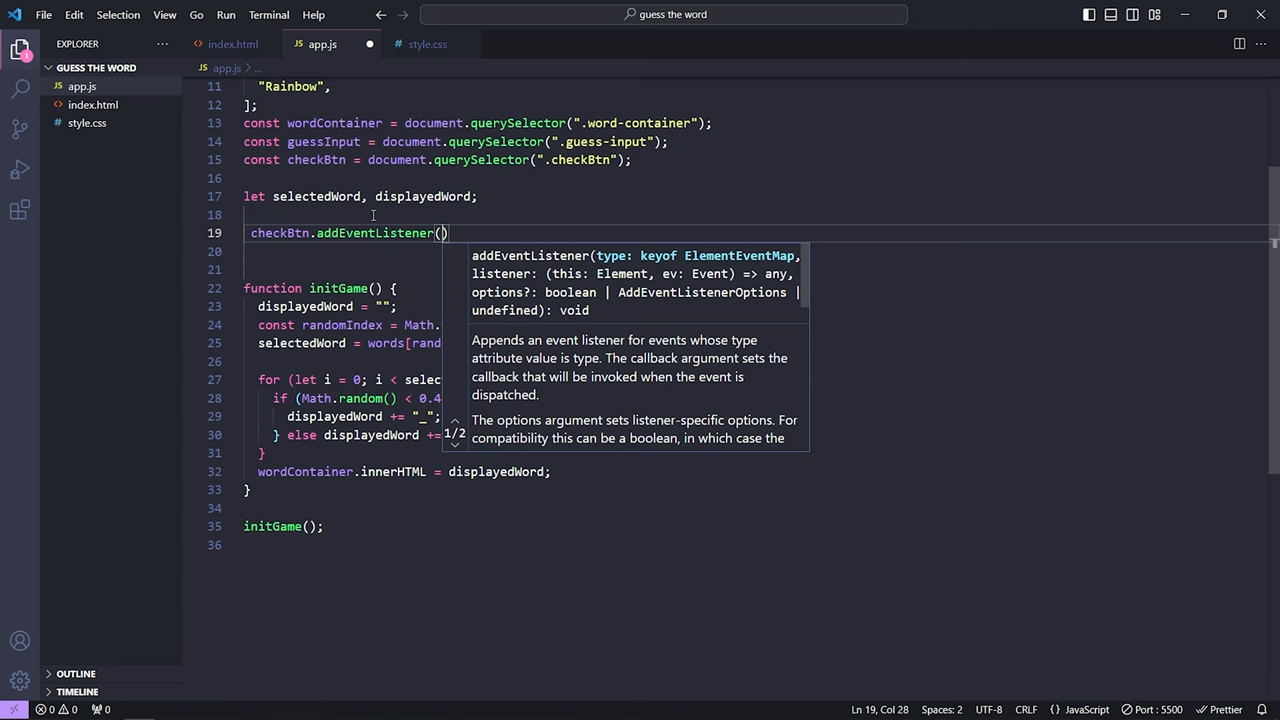 File Edit Selection View Go Run Terminal Help
guess the word
EXPLORER
index.html
JS app.js
style.css
GUESS THE WORD
JS app.js
index.html
style.css
JS app.js > ...
11 "Rainbow",
12 ];
13 const wordContainer = document.querySelector(".word-container");
14 const guessInput = document.querySelector(".guess-input");
15 const checkBtn = document.querySelector(".checkBtn");
16
17 let selectedWord, displayedWord;
18
19 checkBtn.addEventListener()
20
21
22 function initGame() {
23 displayedWord = "";
24 const randomIndex = Math.
25 selectedWord = words[rand
26
27 for (let i = 0; i < selec
28 if (Math.random() < 0.4
29 displayedWord += "_";
30 } else displayedWord +=
31 }
32 wordContainer.innerHTML = displayedWord;
33 }
34
35 initGame();
36
addEventListener(type: keyof ElementEventMap,
listener: (this: Element, ev: Event) => any,
options?: boolean | AddEventListenerOptions |
undefined): void
Appends an event listener for events whose type
attribute value is type. The callback argument sets the
callback that will be invoked when the event is
dispatched.
The options argument sets listener-specific options. For
compatibility this can be a boolean, in which case the
1/2
1
OUTLINE
TIMELINE
0 0 0
Ln 19, Col 28 Spaces: 2 UTF-8 CRLF {} JavaScript Port : 5500 Prettier